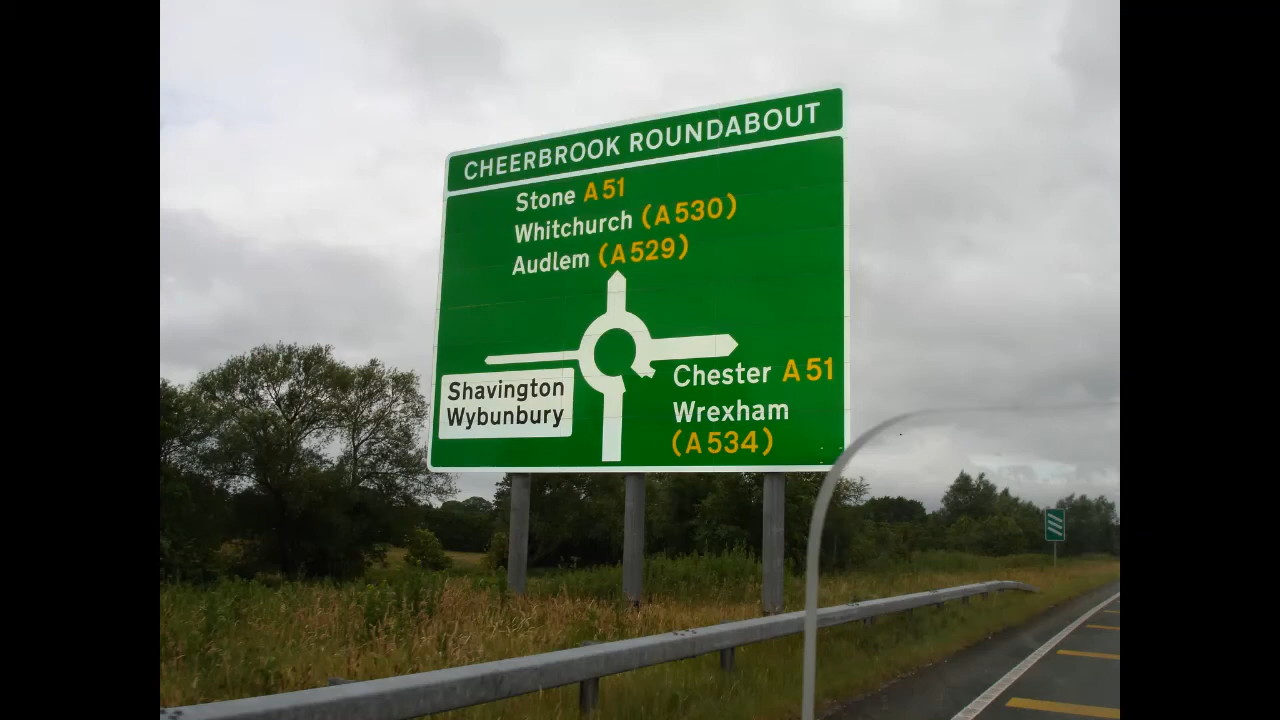 CHEERBROOK ROUNDABOUT
Stone A51
Whitchurch (A530)
Audlem (A529)
Shavington
Wybunbury
Chester A51
Wrexham
(A534)